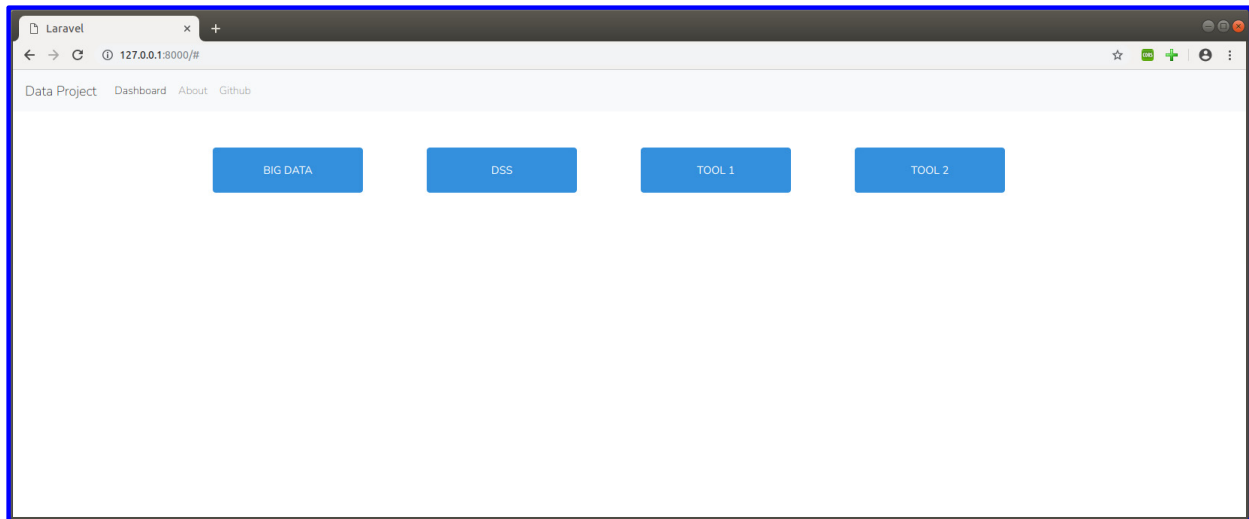 Laravel
127.0.0.1:8000/#
Data Project Dashboard About Github
BIG DATA DSS TOOL 1 TOOL 2